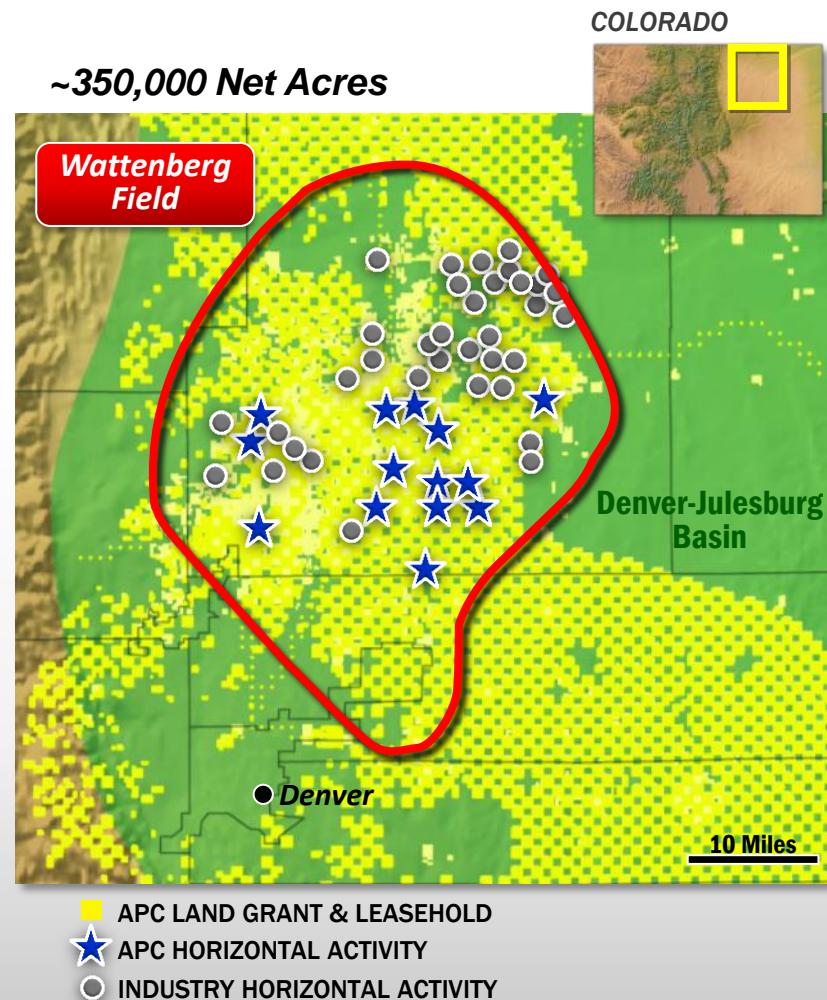 COLORADO
~350,000 Net Acres
Wattenberg
Field
Denver-Julesburg
Basin
Denver
10 Miles
APC LAND GRANT & LEASEHOLD
APC HORIZONTAL ACTIVITY
INDUSTRY HORIZONTAL ACTIVITY